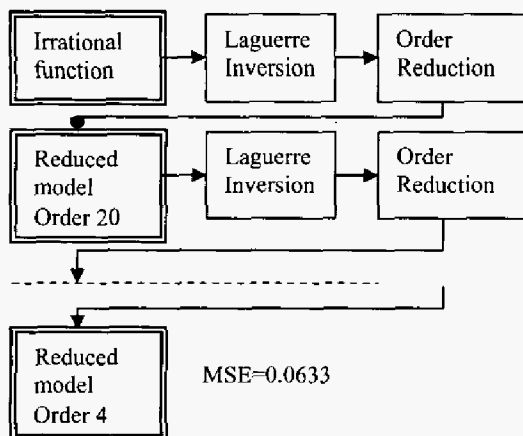 Irrational
function
Laguerre
Inversion
Order
Reduction
Reduced
model
Order 20
Laguerre
Inversion
Order
Reduction
Reduced
model
Order 4
MSE=0.0633